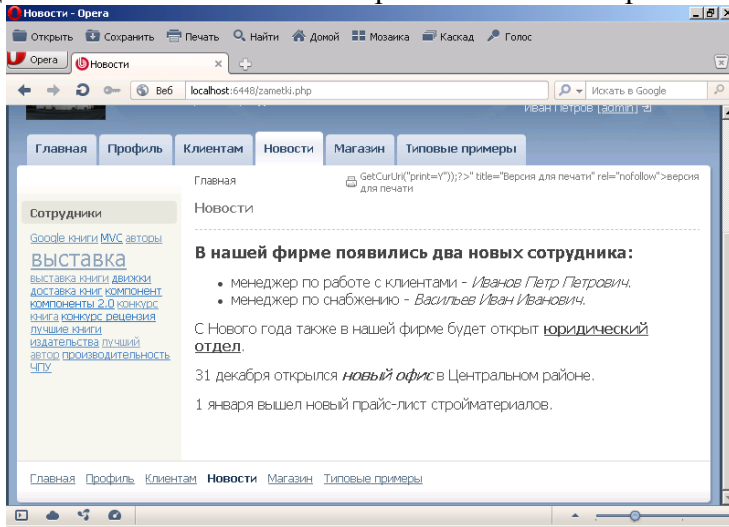 Новости - Opera
Открыть Сохранить Печать Найти Домой Мозаика Каскад Голос
Opera Новости
Веб localhost:6448/zametki.php Искать в Google
Иван Петров [admin]
Главная Профиль Клиентам Новости Магазин Типовые примеры
Главная
GetCurUri("print=Y"));?>" title="Версия для печати" rel="nofollow">версия
для печати
Новости
Сотрудники
Google книги MVC авторы
выставка
выставка книги движки
доставка книг компонент
компоненты 2.0 конкурс
книга конкурс рецензия
лучшие книги
издательства лучший
автор производительность
ЧПУ
В нашей фирме появились два новых сотрудника:
• менеджер по работе с клиентами - Иванов Петр Петрович.
• менеджер по снабжению - Васильев Иван Иванович.
С Нового года также в нашей фирме будет открыт юридический
отдел.
31 декабря открылся новый офис в Центральном районе.
1 января вышел новый прайс-лист стройматериалов.
Главная Профиль Клиентам Новости Магазин Типовые примеры